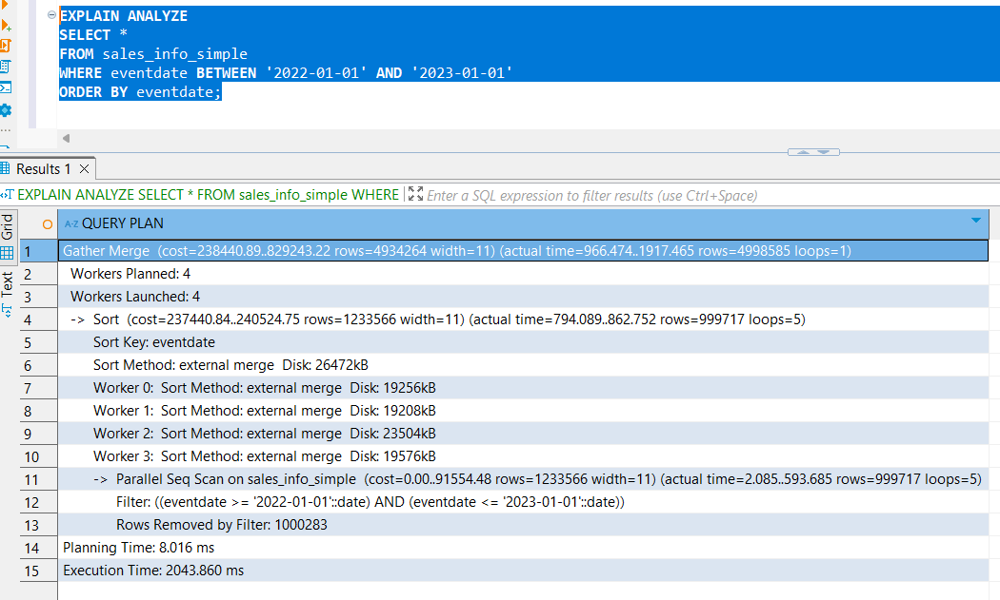 EXPLAIN ANALYZE
SELECT *
FROM sales_info_simple
WHERE eventdate BETWEEN '2022-01-01' AND '2023-01-01'
ORDER BY eventdate;
Results 1
EXPLAIN ANALYZE SELECT * FROM sales_info_simple WHERE Enter a SQL expression to filter results (use Ctrl+Space)
Grid
Text
A-Z QUERY PLAN
1 Gather Merge (cost=238440.89..829243.22 rows=4934264 width=11) (actual time=966.474..1917.465 rows=4998585 loops=1)
2 Workers Planned: 4
3 Workers Launched: 4
4 -> Sort (cost=237440.84..240524.75 rows=1233566 width=11) (actual time=794.089..862.752 rows=999717 loops=5)
5 Sort Key: eventdate
6 Sort Method: external merge Disk: 26472kB
7 Worker 0: Sort Method: external merge Disk: 19256kB
8 Worker 1: Sort Method: external merge Disk: 19208kB
9 Worker 2: Sort Method: external merge Disk: 23504kB
10 Worker 3: Sort Method: external merge Disk: 19576kB
11 -> Parallel Seq Scan on sales_info_simple (cost=0.00..91554.48 rows=1233566 width=11) (actual time=2.085..593.685 rows=999717 loops=5)
12 Filter: ((eventdate >= '2022-01-01'::date) AND (eventdate <= '2023-01-01'::date))
13 Rows Removed by Filter: 1000283
14 Planning Time: 8.016 ms
15 Execution Time: 2043.860 ms